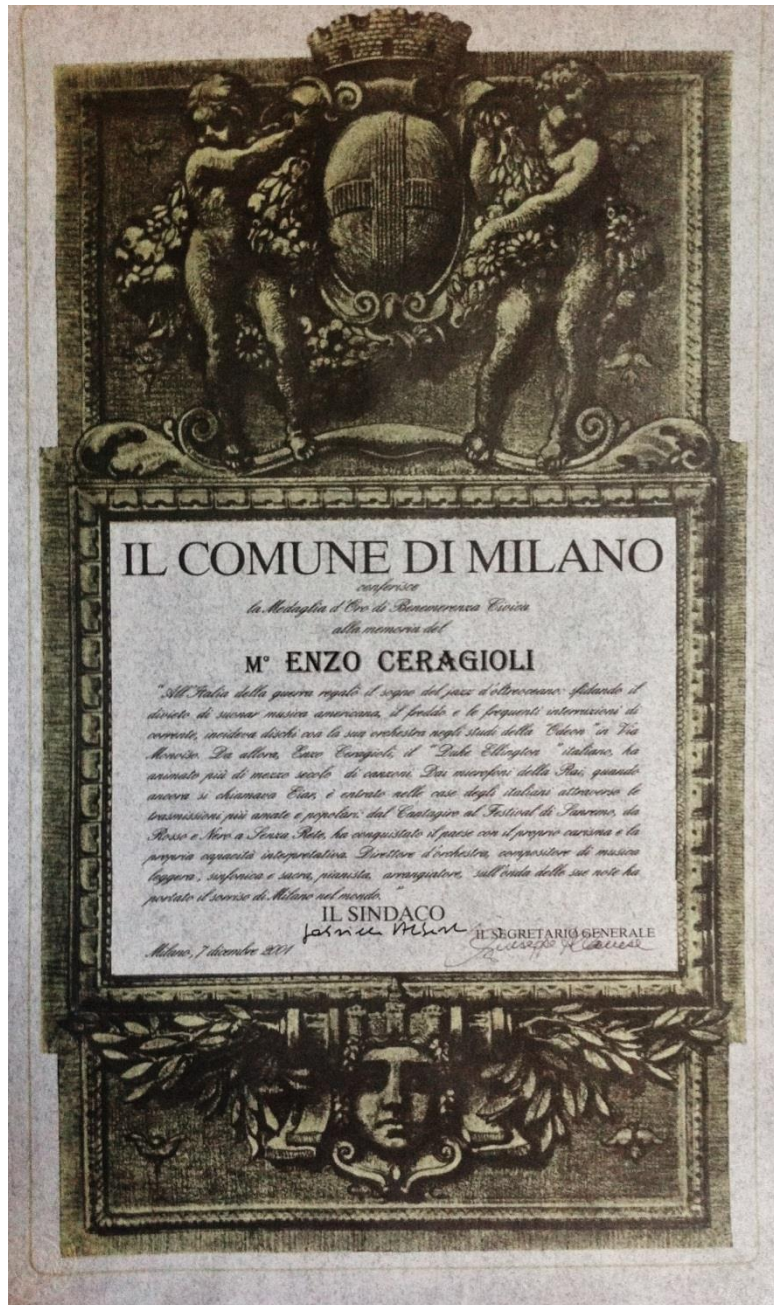 IL COMUNE DI MILANO
conferisce
la Medaglia d'Oro di Benemerenza Civica
alla memoria del
M° ENZO CERAGIOLI
"All'Italia della guerra regalò il sogno del jazz d'oltreoceano: sfidando il
divieto di suonar musica americana, il freddo e le frequenti interruzioni di
corrente, incideva dischi con la sua orchestra negli studi della "Odeon" in Via
Da allora, Enzo Ceragioli, il "Duke Ellington" italiano, ha
animato più di mezzo secolo di canzoni. Dai microfoni della Rai, quando
ancora si chiamava Eiar, è entrato nelle case degli italiani attraverso le
trasmissioni più amate e popolari: dal Cantagiro al Festival di Sanremo, da
Rosso e Nero a Senza Rete, ha conquistato il paese con il proprio carisma e la
propria capacità interpretativa. Direttore d'orchestra, compositore di musica
leggera, sinfonica e sacra, pianista, arrangiatore, sull'onda delle sue note ha
portato il sorriso di Milano nel mondo."
IL SINDACO
IL SEGRETARIO GENERALE
Milano, 7 dicembre 2001